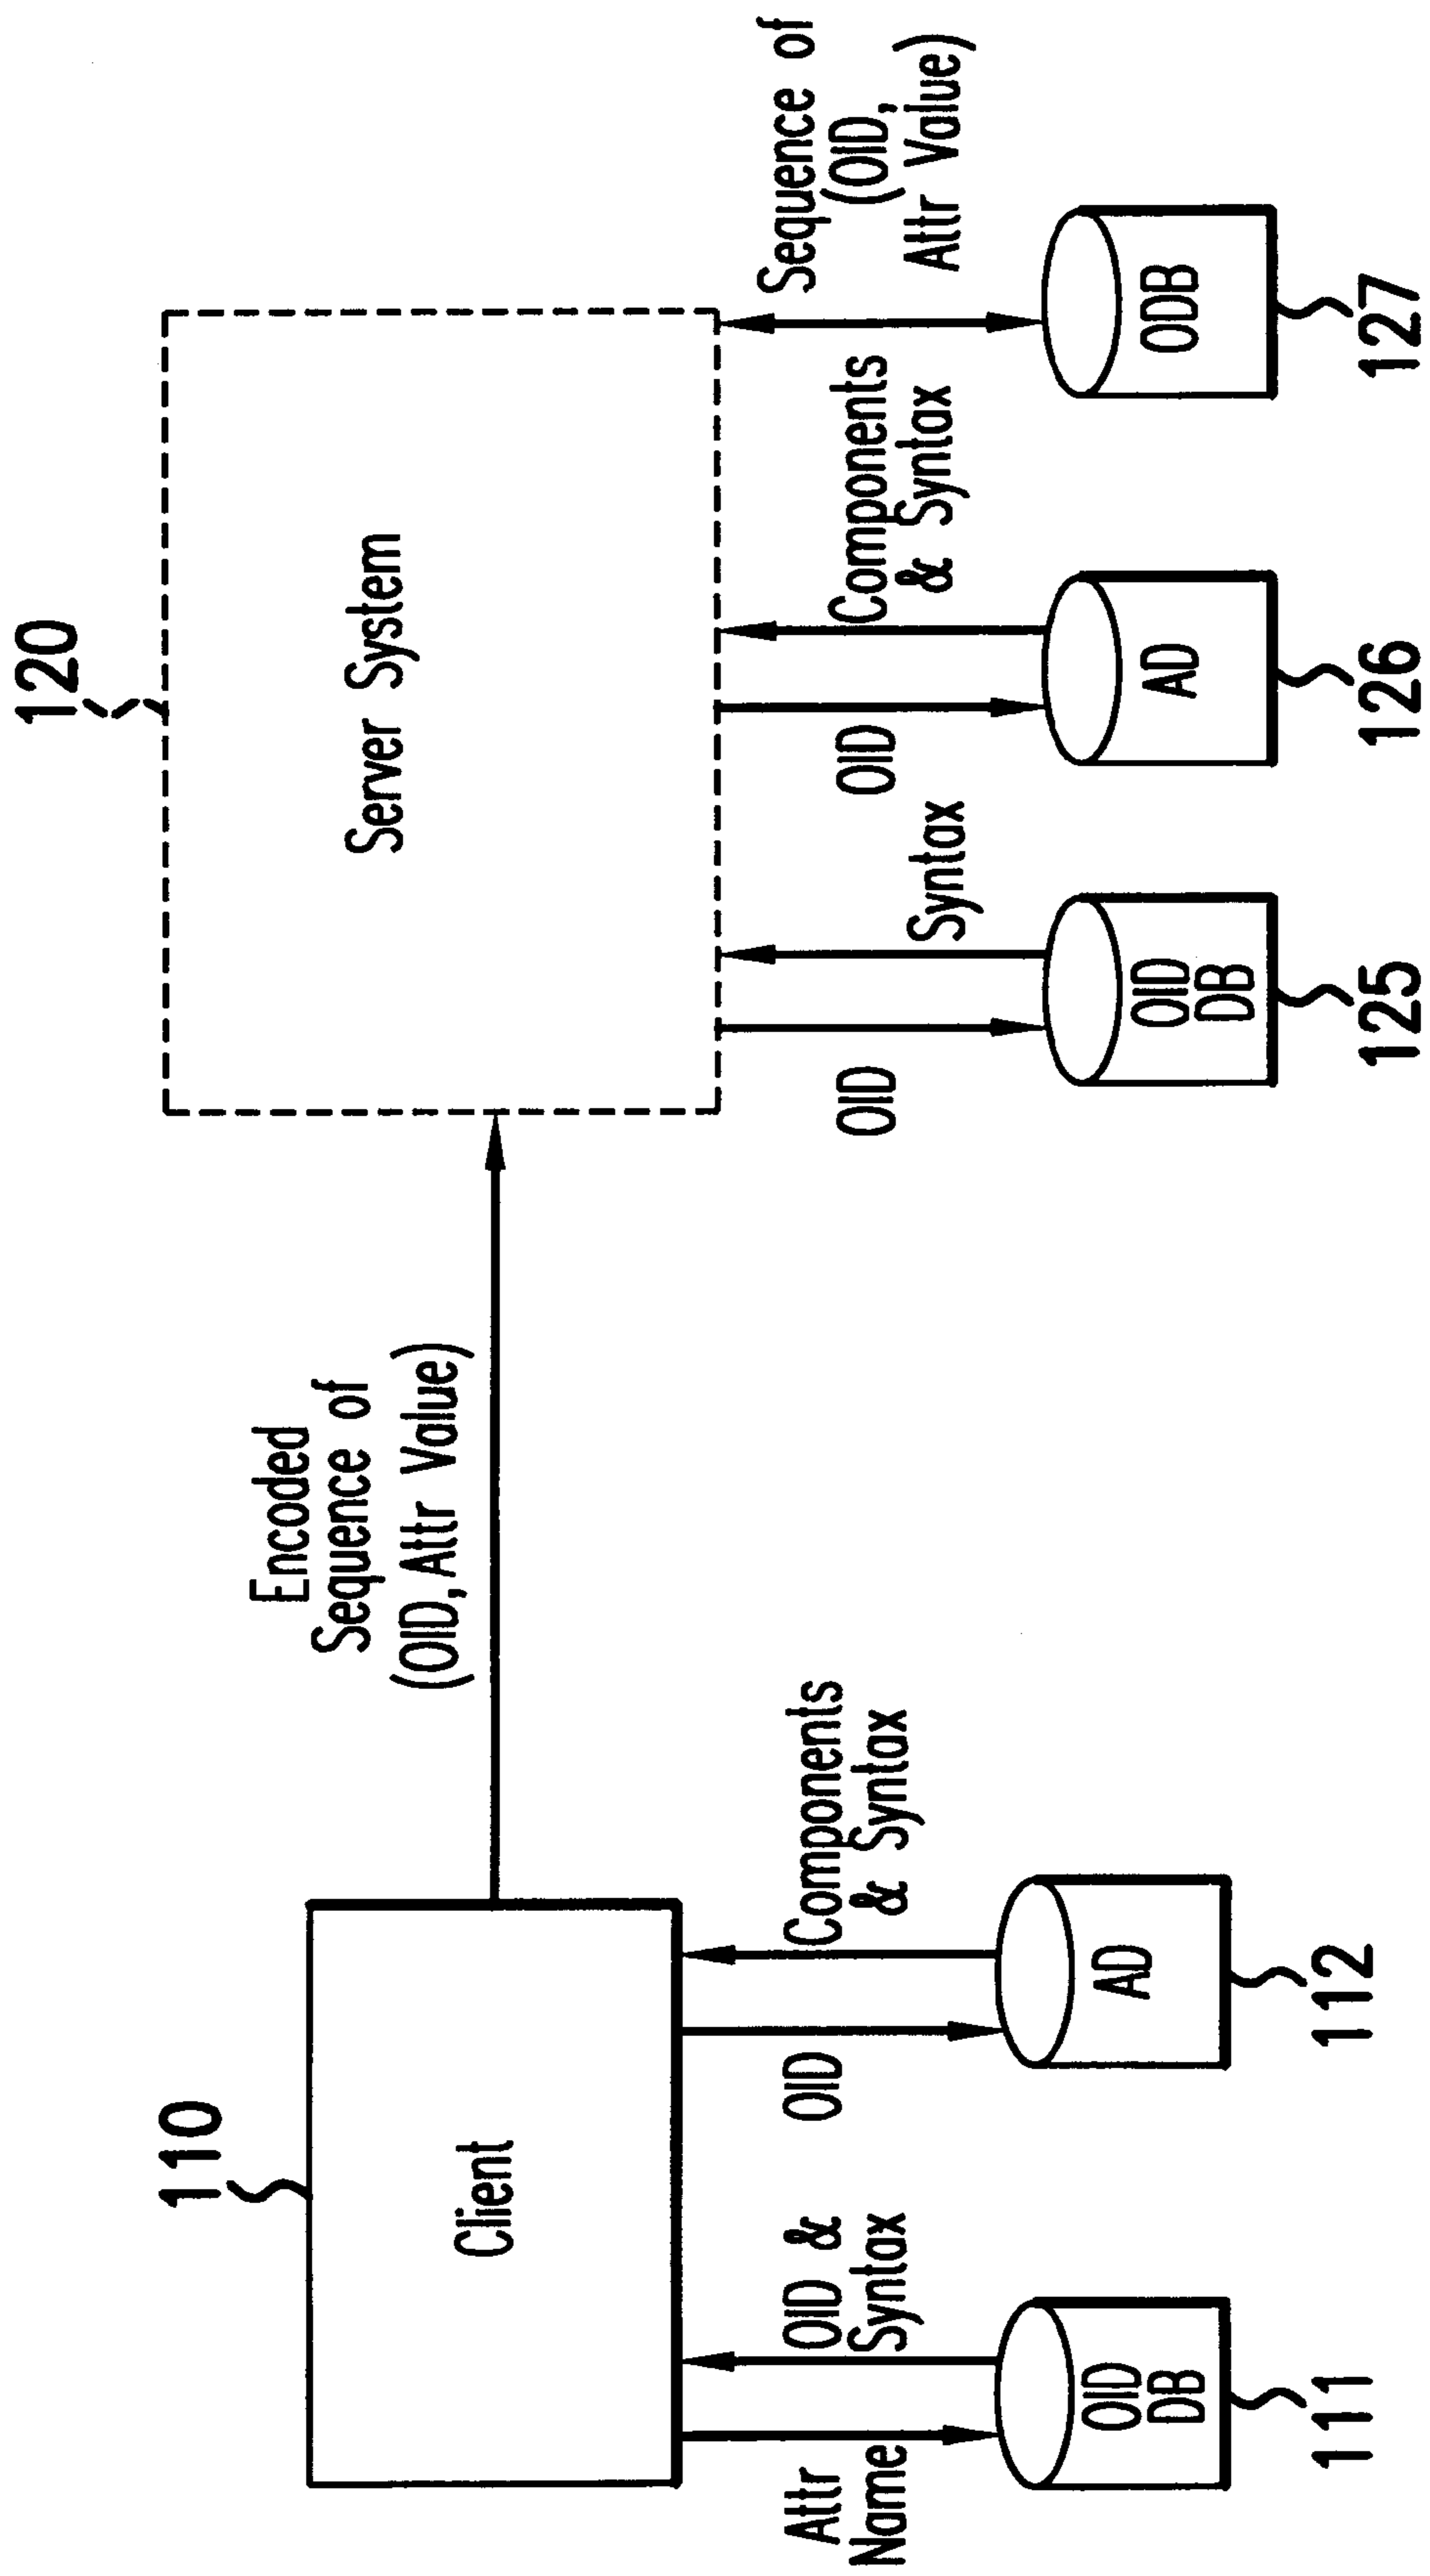 120
Server System
Encoded
Sequence of
(OID, Attr Value)
110
Client
Attr
Name
OID &
Syntax
OID
Components
& Syntax
OID
Syntax
OID
Components
& Syntax
Sequence of
(OID,
Attr Value)
OID
DB
AD
OID
DB
AD
ODB
111
112
125
126
127